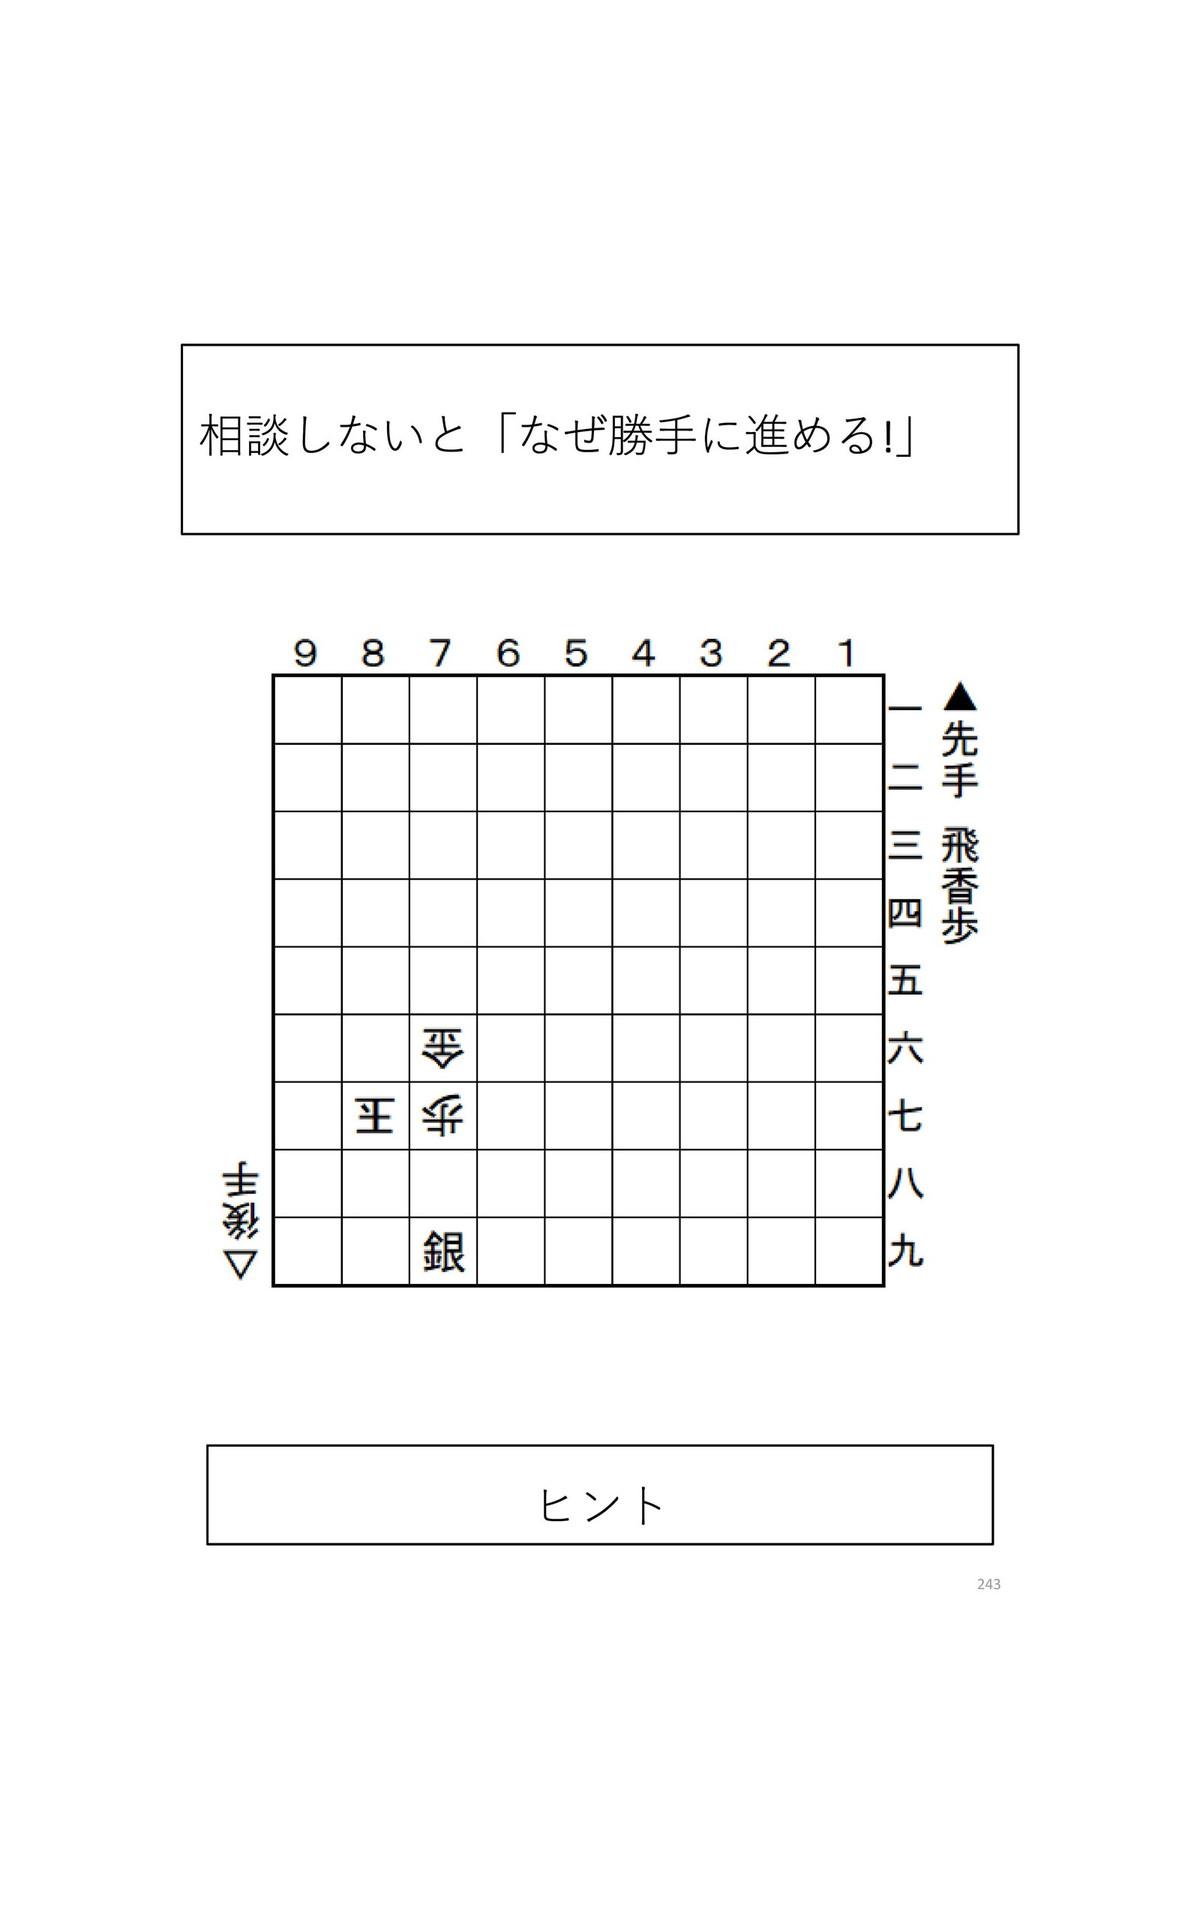 相談しないと「なぜ勝手に進める!」
9 8 7 6 5 4 3 2 1
一
二
三
四
五
六
七
八
九
▲先手 飛香歩
金
王 歩
銀
△後手
ヒント
243